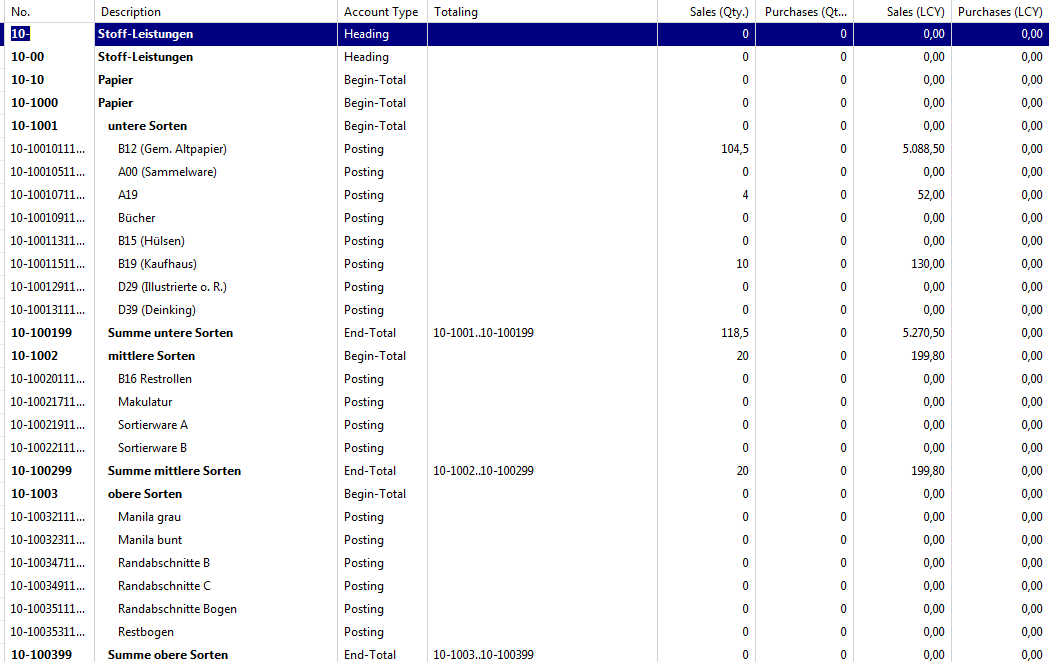 No. Description Account Type Totaling Sales (Qty.) Purchases (Qt... Sales (LCY) Purchases (LCY)
10- Stoff-Leistungen Heading 0 0 0,00 0,00
10-00 Stoff-Leistungen Heading 0 0 0,00 0,00
10-10 Papier Begin-Total 0 0 0,00 0,00
10-1000 Papier Begin-Total 0 0 0,00 0,00
10-1001 untere Sorten Begin-Total 0 0 0,00 0,00
10-10010111... B12 (Gem. Altpapier) Posting 104,5 0 5.088,50 0,00
10-10010511... A00 (Sammelware) Posting 0 0 0,00 0,00
10-10010711... A19 Posting 4 0 52,00 0,00
10-10010911... Bücher Posting 0 0 0,00 0,00
10-10011311... B15 (Hülsen) Posting 0 0 0,00 0,00
10-10011511... B19 (Kaufhaus) Posting 10 0 130,00 0,00
10-10012911... D29 (Illustrierte o. R.) Posting 0 0 0,00 0,00
10-10013111... D39 (Deinking) Posting 0 0 0,00 0,00
10-100199 Summe untere Sorten End-Total 10-1001..10-100199 118,5 0 5.270,50 0,00
10-1002 mittlere Sorten Begin-Total 20 0 199,80 0,00
10-10020111... B16 Restrollen Posting 0 0 0,00 0,00
10-10021711... Makulatur Posting 0 0 0,00 0,00
10-10021911... Sortierware A Posting 0 0 0,00 0,00
10-10022111... Sortierware B Posting 0 0 0,00 0,00
10-100299 Summe mittlere Sorten End-Total 10-1002..10-100299 20 0 199,80 0,00
10-1003 obere Sorten Begin-Total 0 0 0,00 0,00
10-10032111... Manila grau Posting 0 0 0,00 0,00
10-10032311... Manila bunt Posting 0 0 0,00 0,00
10-10034711... Randabschnitte B Posting 0 0 0,00 0,00
10-10034911... Randabschnitte C Posting 0 0 0,00 0,00
10-10035111... Randabschnitte Bogen Posting 0 0 0,00 0,00
10-10035311... Restbogen Posting 0 0 0,00 0,00
10-100399 Summe obere Sorten End-Total 10-1003..10-100399 0 0 0,00 0,00